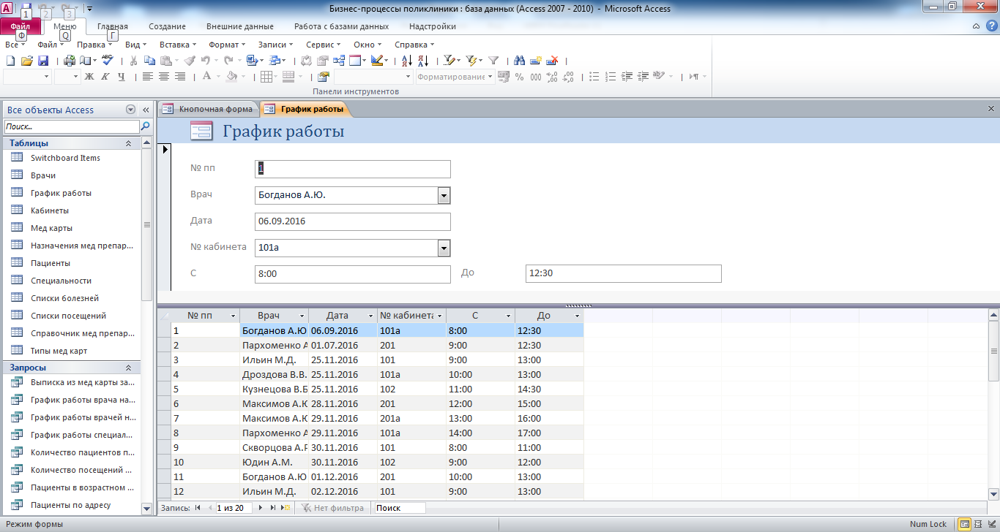 Бизнес-процессы поликлиники : база данных (Access 2007 - 2010) - Microsoft Access
1 2 3
Файл Меню Главная Создание Внешние данные Работа с базами данных Надстройки
Ф Q Г
Все Файл Правка Вид Вставка Формат Записи Сервис Окно Справка
Ж К Ч A Форматирование % 000
Панели инструментов
Все объекты Access
Поиск...
Таблицы
Switchboard Items
Врачи
График работы
Кабинеты
Мед карты
Назначения мед препар...
Пациенты
Специальности
Списки болезней
Списки посещений
Справочник мед препар...
Типы мед карт
Запросы
Выписка из мед карты за...
График работы врача на...
График работы врачей н...
График работы специал...
Количество пациентов п...
Количество посещений ...
Пациенты в возрастном ...
Пациенты по адресу
Кнопочная форма График работы
График работы
№ пп 1
Врач Богданов А.Ю.
Дата 06.09.2016
№ кабинета 101а
С 8:00 До 12:30
№ пп Врач Дата № кабинета С До
1 Богданов А.Ю 06.09.2016 101а 8:00 12:30
2 Пархоменко А 01.07.2016 201 9:00 12:30
3 Ильин М.Д. 25.11.2016 101 9:00 13:00
4 Дроздова В.В. 25.11.2016 101а 10:00 13:00
5 Кузнецова В.Б 25.11.2016 102 11:00 14:30
6 Максимов А.Ю 28.11.2016 201 12:00 15:00
7 Максимов А.Ю 29.11.2016 201а 13:00 16:00
8 Пархоменко А 29.11.2016 101а 14:00 17:00
9 Скворцова А.Р 30.11.2016 101 8:00 11:00
10 Юдин А.М. 30.11.2016 102 9:00 12:00
11 Богданов А.Ю 01.12.2016 201 10:00 13:00
12 Ильин М.Д. 02.12.2016 101 9:00 13:00
Запись: 1 из 20 Нет фильтра Поиск
Режим формы Num Lock